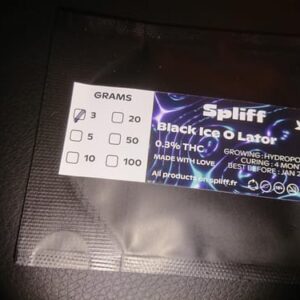 GRAMS
3
20
5
50
10
100
Spliff
Black Ice O Lator
0.3% THC
MADE WITH LOVE
All products on spliff.fr
GROWING: HYDROPO
CURING: 4 MONT
BEST BEFORE: JAN 2